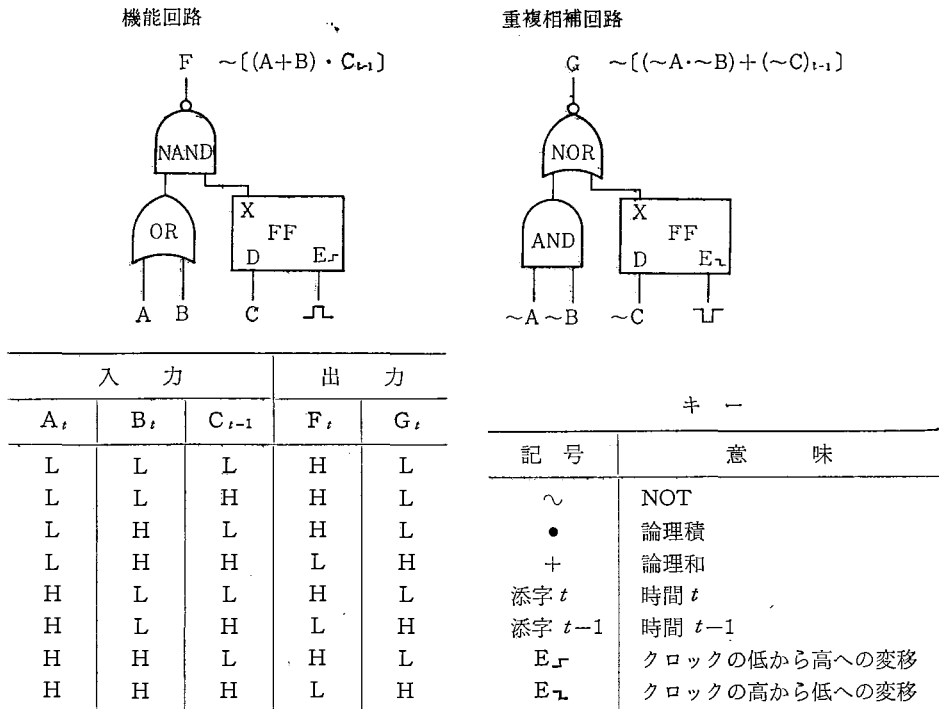 機能回路
F ~[(A+B)・C_{t-1}]
NAND
X
OR
FF
D E
A B C
重複相補回路
G ~[(~A・~B)+(~C)_{t-1}]
NOR
X
AND
FF
D E
~A ~B ~C
入 力 出 力
A_t B_t C_{t-1} F_t G_t
L L L H L
L L H H L
L H L H L
L H H L H
H L L H L
H L H L H
H H L H L
H H H L H
キー
記 号 意 味
~ NOT
● 論理積
+ 論理和
添字 t 時間 t
添字 t-1 時間 t-1
E クロックの低から高への変移
E クロックの高から低への変移